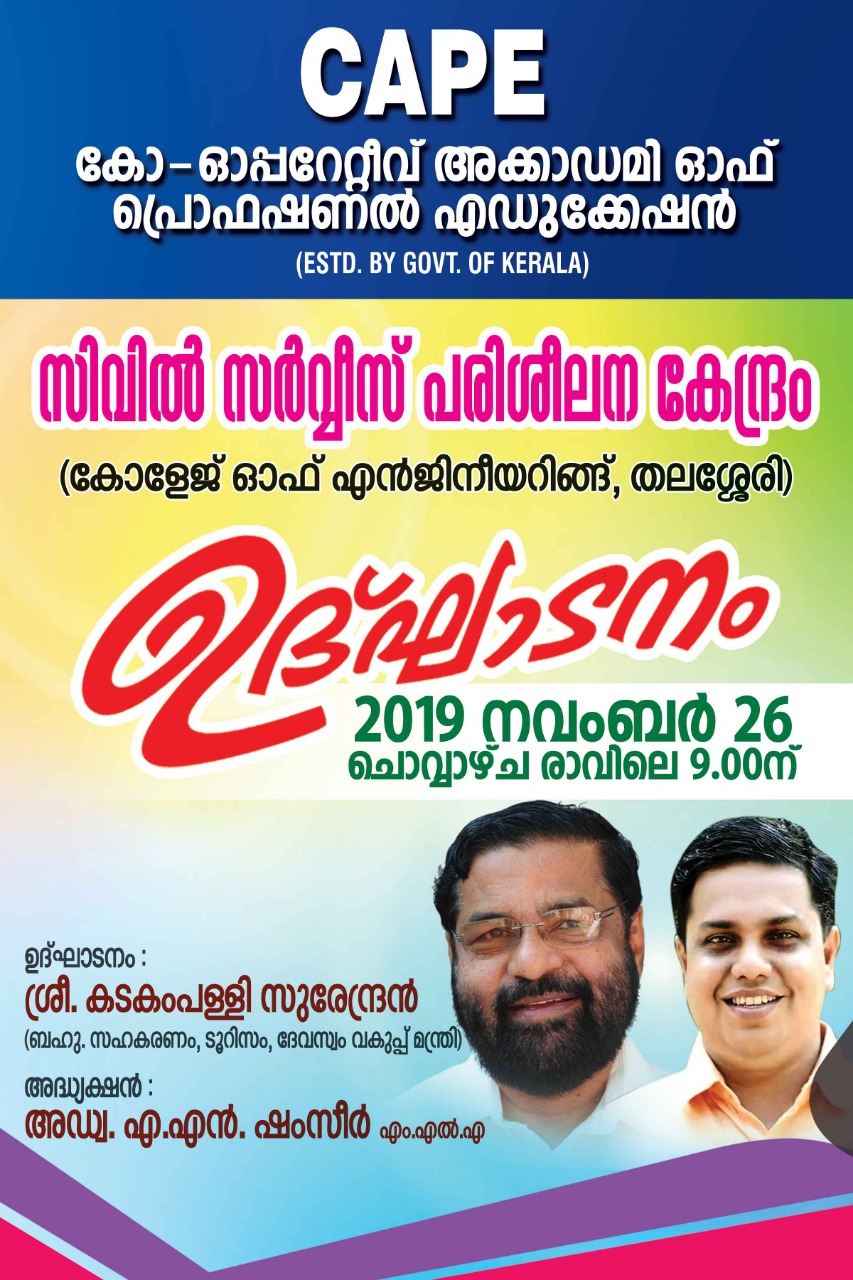 CAPE
കോ-ഓപ്പറേറ്റീവ് അക്കാഡമി ഓഫ്
പ്രൊഫഷണൽ എഡുക്കേഷൻ
(ESTD. BY GOVT. OF KERALA)
സിവിൽ സർവ്വീസ് പരിശീലന കേന്ദ്രം
(കോളേജ് ഓഫ് എൻജിനീയറിങ്ങ്, തലശ്ശേരി)
ഉദ്ഘാടനം
2019 നവംബർ 26
ചൊവ്വാഴ്ച രാവിലെ 9.00ന്
ഉദ്ഘാടനം :
ശ്രീ. കടകംപള്ളി സുരേന്ദ്രൻ
(ബഹു. സഹകരണം, ടൂറിസം, ദേവസ്വം വകുപ്പ് മന്ത്രി)
അദ്ധ്യക്ഷൻ :
അഡ്വ. എ.എൻ. ഷംസീർ എം.എൽ.എ